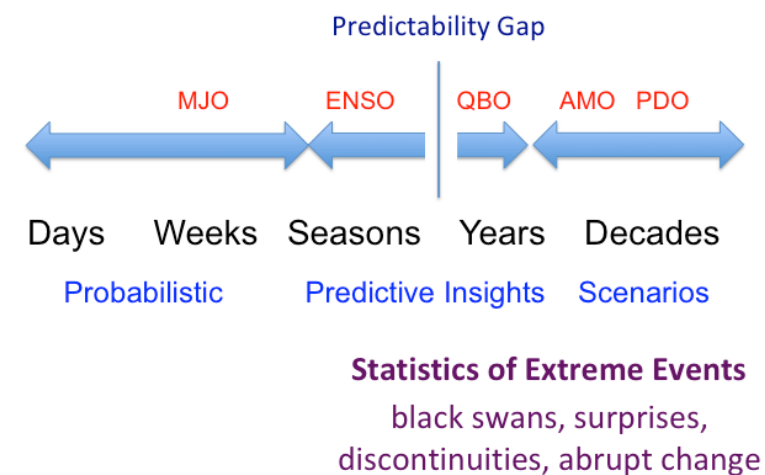 Predictability Gap
MJO ENSO QBO AMO PDO
Days Weeks Seasons Years Decades
Probabilistic Predictive Insights Scenarios
Statistics of Extreme Events
black swans, surprises,
discontinuities, abrupt change